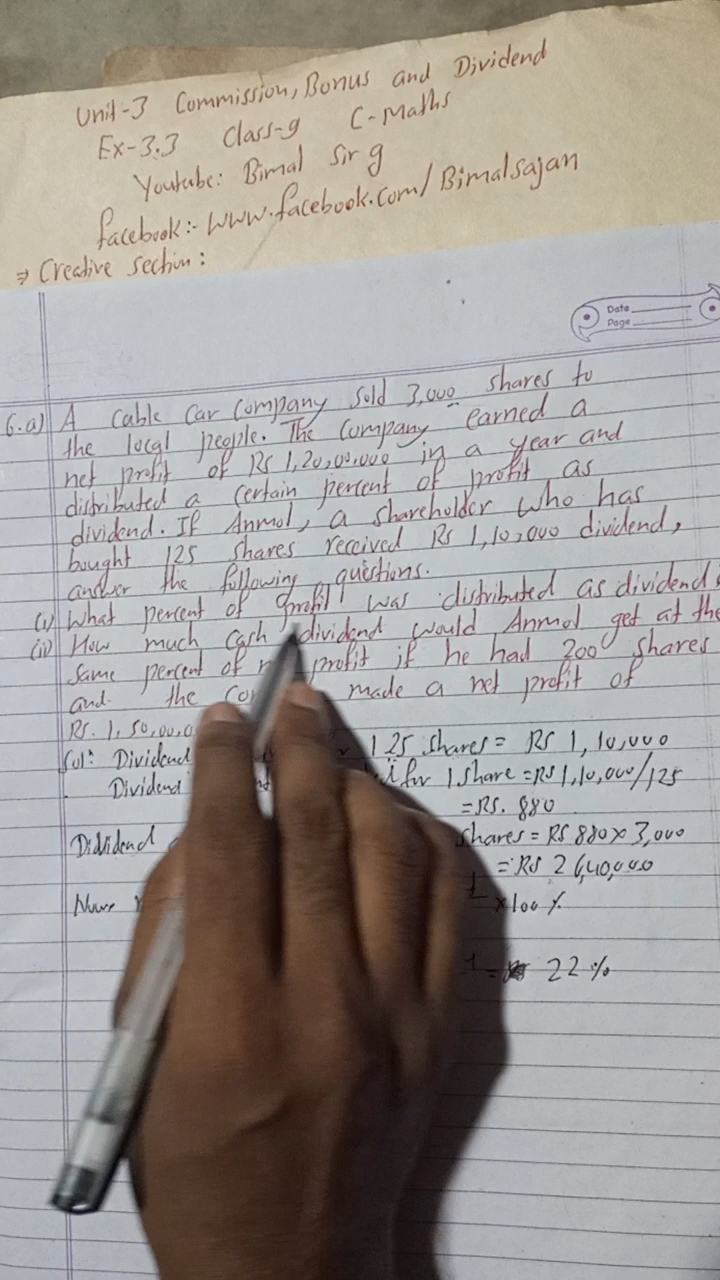 Unit-3 Commission, Bonus and Dividend
Ex-3.3 Class-9 C-Maths
Youtube: Bimal Sir g
facebook:- www.facebook.com/Bimalsajan
⇒ Creative section:
Date
Page
6.a) A Cable Car Company sold 3,000 shares to
the local people. The Company earned a
net profit of Rs 1,20,00,000 in a year and
distributed a certain percent of profit as
dividend. If Anmol, a shareholder who has
bought 125 shares received Rs 1,10,000 dividend,
answer the following questions.
(i) What percent of profit was distributed as dividend
(ii) How much cash dividend would Anmol get at the
same percent of profit if he had 200 shares
and the made a net profit of
Rs. 1,50,00,0
Sol: Dividend 125 shares = Rs 1,10,000
Dividend for 1 share = Rs 1,10,000/125
= Rs. 880
Dividend shares = Rs 880 x 3,000
= Rs 26,40,000
Now x 100 %
= 22 %